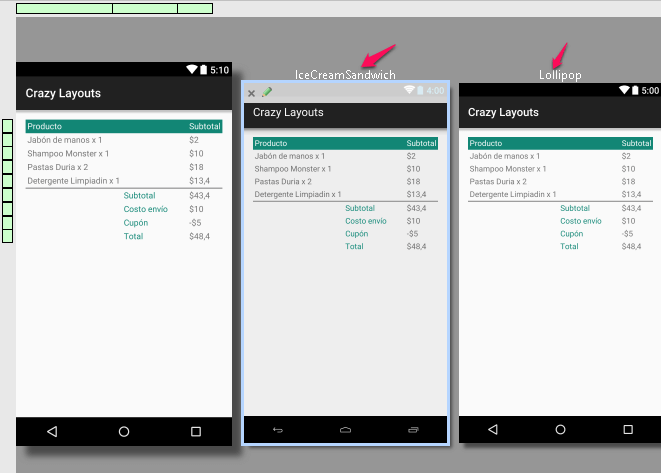 IceCreamSandwich
Lollipop
5:10
Crazy Layouts
Producto Subtotal
Jabón de manos x 1 $2
Shampoo Monster x 1 $10
Pastas Duria x 2 $18
Detergente Limpiadin x 1 $13,4
Subtotal $43,4
Costo envío $10
Cupón -$5
Total $48,4
4:00
Crazy Layouts
Producto Subtotal
Jabón de manos x 1 $2
Shampoo Monster x 1 $10
Pastas Duria x 2 $18
Detergente Limpiadin x 1 $13,4
Subtotal $43,4
Costo envío $10
Cupón -$5
Total $48,4
5:00
Crazy Layouts
Producto Subtotal
Jabón de manos x 1 $2
Shampoo Monster x 1 $10
Pastas Duria x 2 $18
Detergente Limpiadin x 1 $13,4
Subtotal $43,4
Costo envío $10
Cupón -$5
Total $48,4